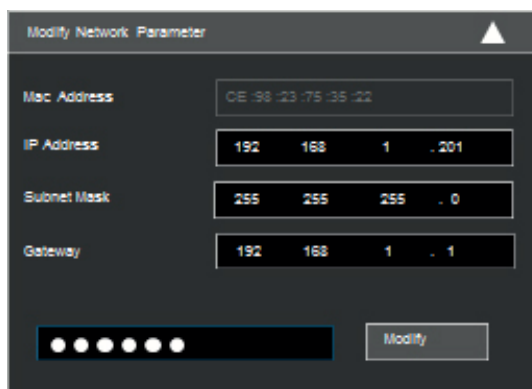 Modify Network Parameter
Mac Address CE :98 :23 :75 :35 :22
IP Address 192 168 1 . 201
Subnet Mask 255 255 255 . 0
Gateway 192 168 1 . 1
●●●●●● Modify